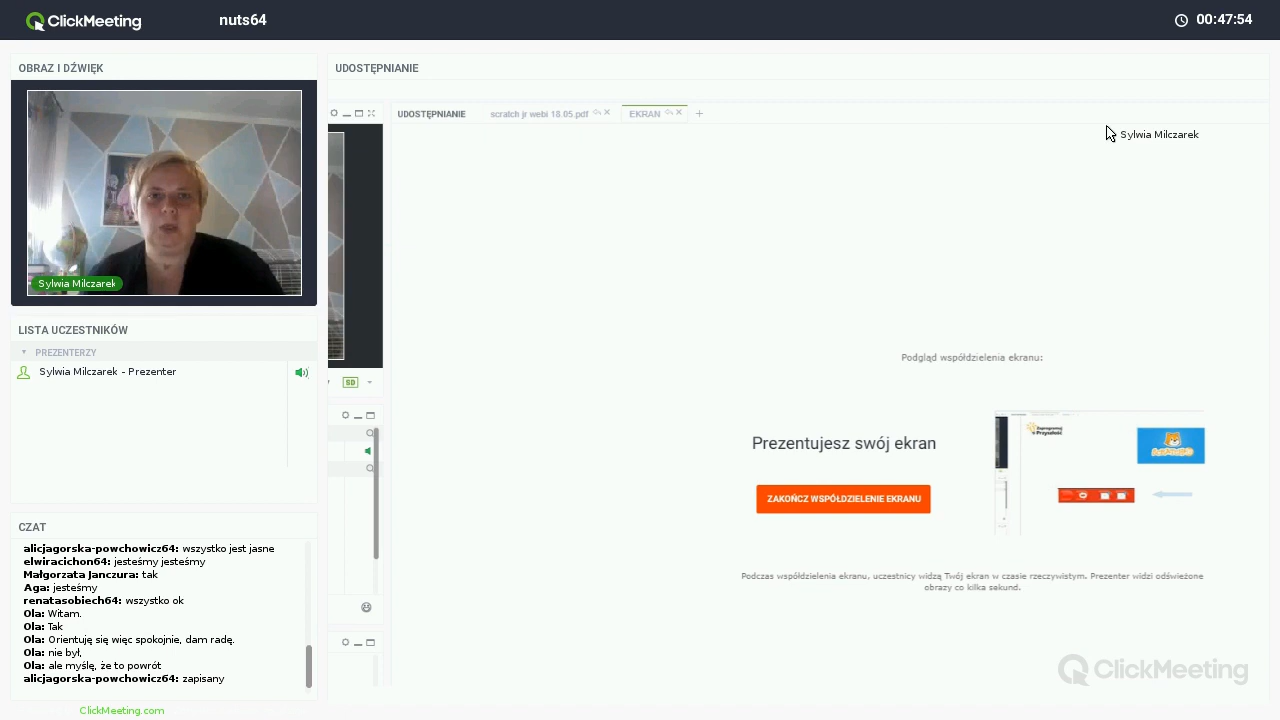 ClickMeeting
nuts64
00:47:54
OBRAZ I DŹWIĘK
Sylwia Milczarek
LISTA UCZESTNIKÓW
PREZENTERZY
Sylwia Milczarek - Prezenter
CZAT
alicjagorska-powchowicz64: wszystko jest jasne
elwiracichon64: jesteśmy jesteśmy
Małgorzata Janczura: tak
Aga: jesteśmy
renatasobiech64: wszystko ok
Ola: Witam.
Ola: Tak
Ola: Orientuję się więc spokojnie, dam radę.
Ola: nie był,
Ola: ale myślę, że to powrót
alicjagorska-powchowicz64: zapisany
ClickMeeting.com
UDOSTĘPNIANIE
UDOSTĘPNIANIE
scratch jr webi 18.05.pdf
EKRAN
Sylwia Milczarek
SD
Podgląd współdzielenia ekranu:
Prezentujesz swój ekran
ZAKOŃCZ WSPÓŁDZIELENIE EKRANU
Zaprogramuj
Przyszłość
Podczas współdzielenia ekranu, uczestnicy widzą Twój ekran w czasie rzeczywistym. Prezenter widzi odświeżone
obrazy co kilka sekund.
ClickMeeting